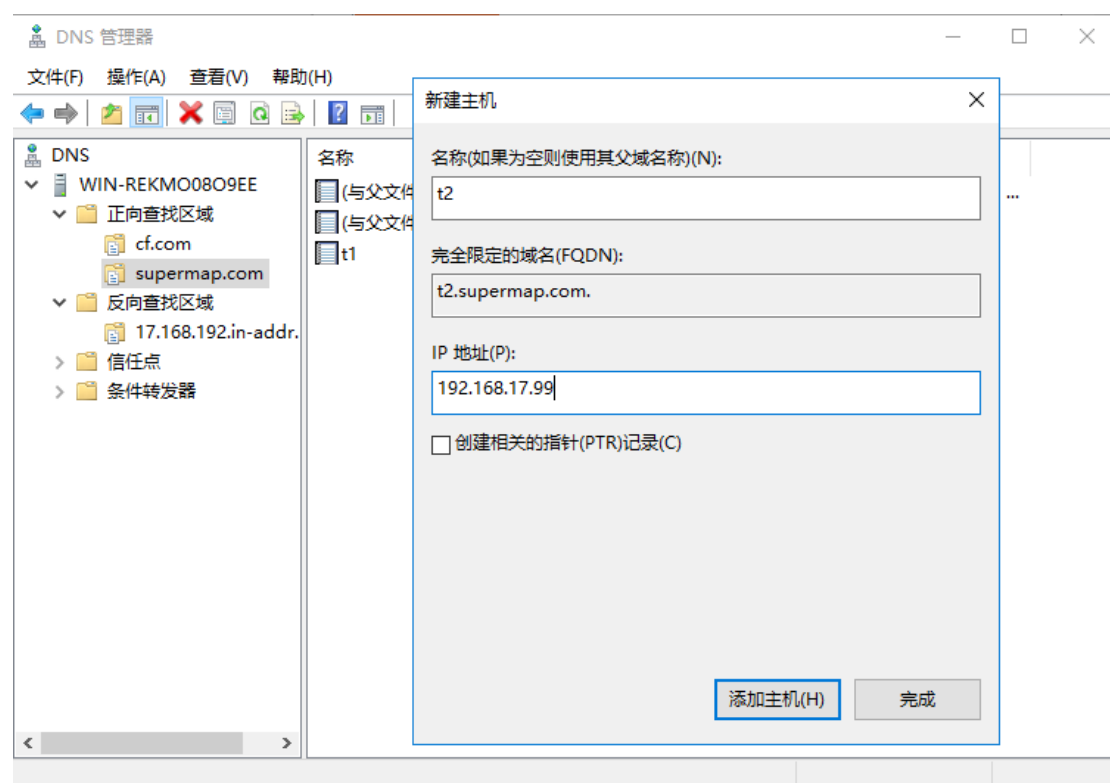 DNS 管理器
文件(F) 操作(A) 查看(V) 帮助(H)
DNS
WIN-REKMO08O9EE
正向查找区域
cf.com
supermap.com
反向查找区域
17.168.192.in-addr.
信任点
条件转发器
名称
(与父文件
(与父文件
t1
...
新建主机
名称(如果为空则使用其父域名称)(N):
t2
完全限定的域名(FQDN):
t2.supermap.com.
IP 地址(P):
192.168.17.99
创建相关的指针(PTR)记录(C)
添加主机(H) 完成